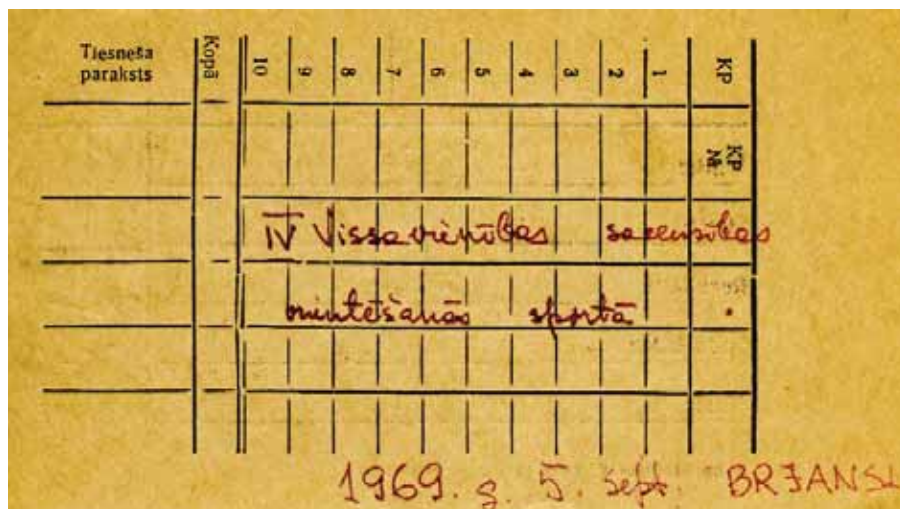 Tiesneša
paraksts
Kopā
10
9
8
7
6
5
4
3
2
1
KP
KP
№
IV Vissavienības sacensības
orientēšanās sportā.
1969. g. 5. sept. BRJANSK